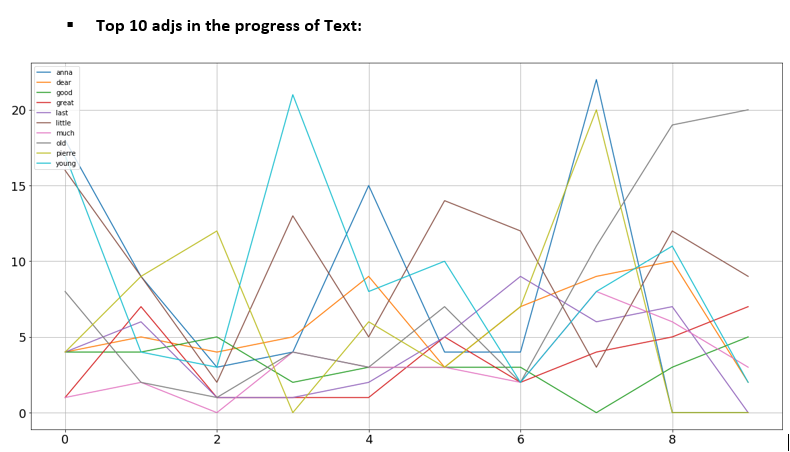 ▪ Top 10 adjs in the progress of Text:
anna
dear
good
great
last
little
much
old
pierre
young
20
15
10
5
0
0 2 4 6 8